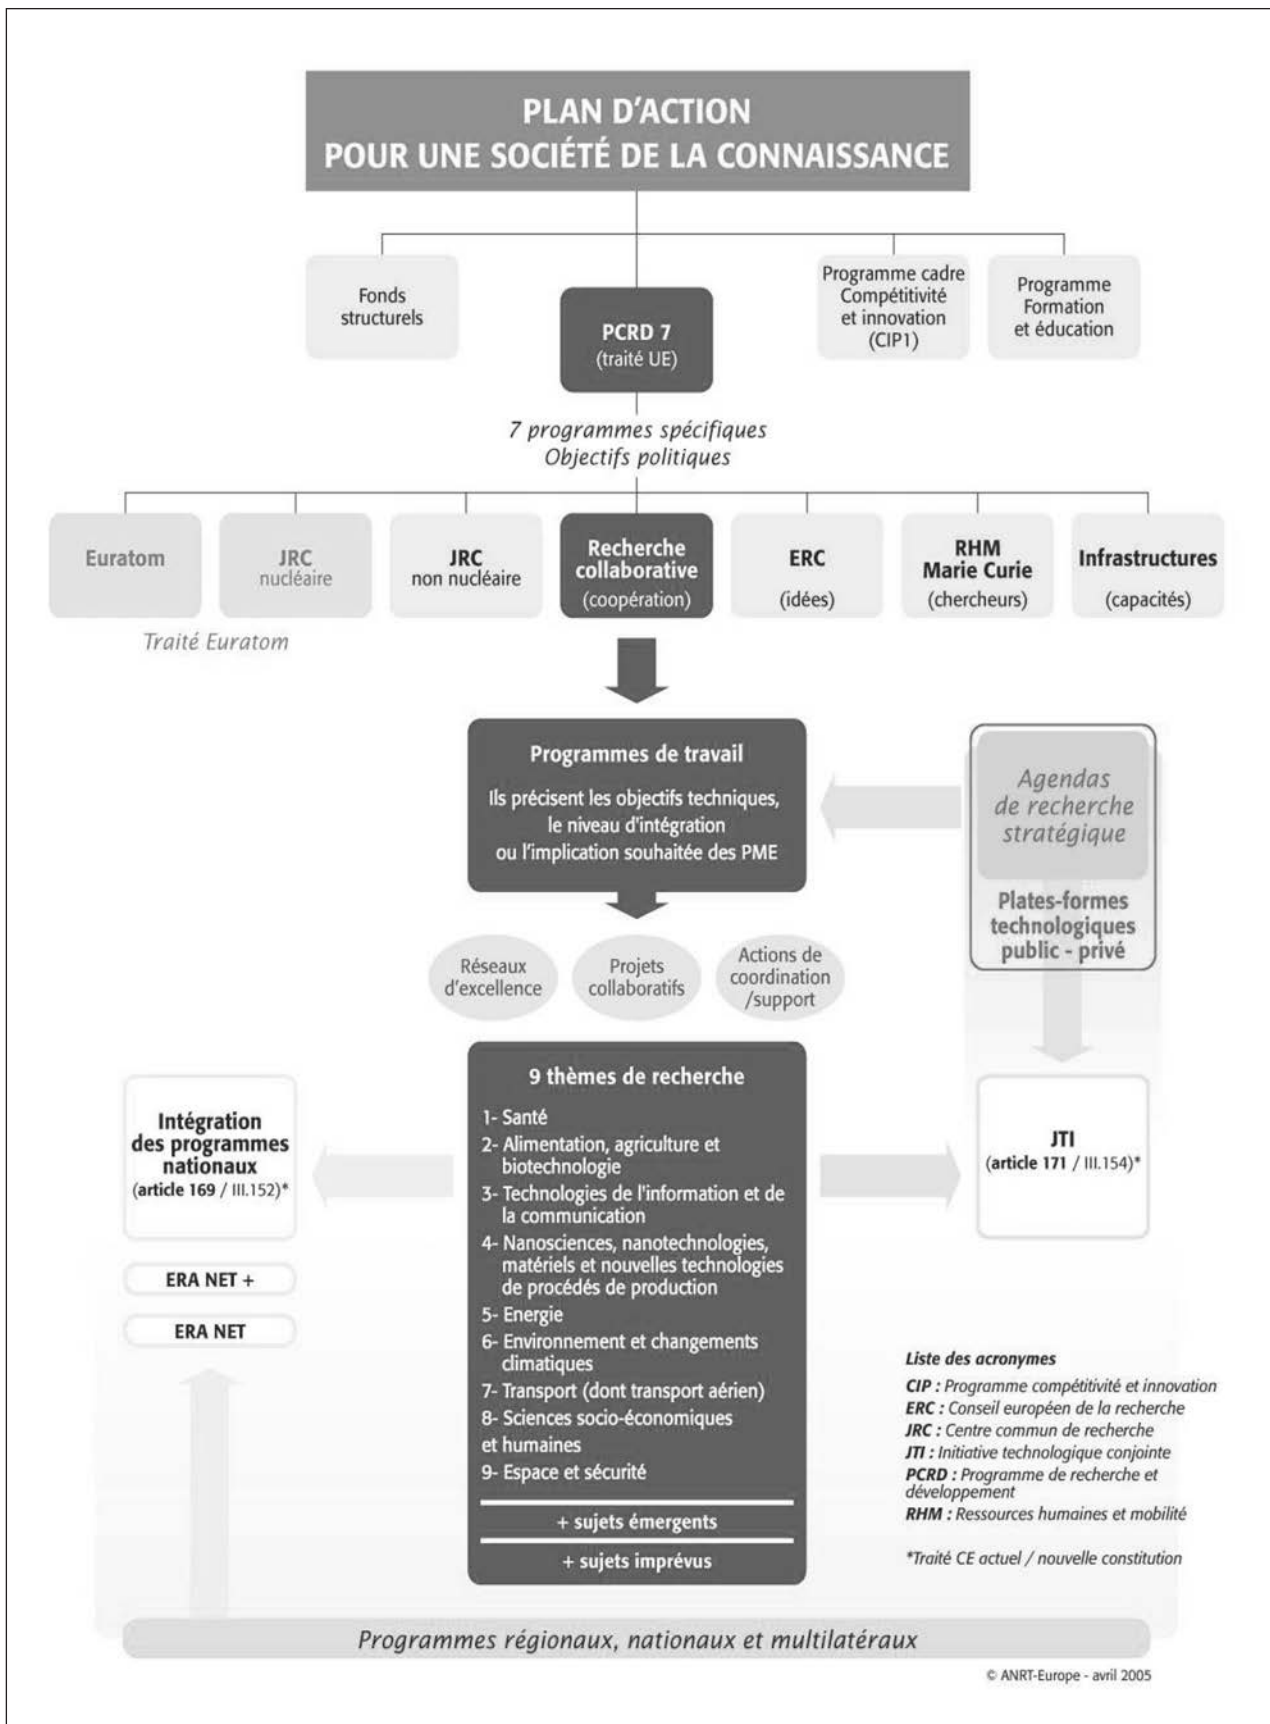 PLAN D'ACTION
POUR UNE SOCIÉTÉ DE LA CONNAISSANCE
Fonds
structurels
PCRD 7
(traité UE)
Programme cadre
Compétitivité
et innovation
(CIP1)
Programme
Formation
et éducation
7 programmes spécifiques
Objectifs politiques
Euratom
JRC
nucléaire
JRC
non nucléaire
Recherche
collaborative
(coopération)
ERC
(idées)
RHM
Marie Curie
(chercheurs)
Infrastructures
(capacités)
Traité Euratom
Programmes de travail
Ils précisent les objectifs techniques,
le niveau d'intégration
ou l'implication souhaitée des PME
Agendas
de recherche
stratégique
Plates-formes
technologiques
public - privé
Réseaux
d'excellence
Projets
collaboratifs
Actions de
coordination
/support
Intégration
des programmes
nationaux
(article 169 / III.152)*
ERA NET +
ERA NET
9 thèmes de recherche
1- Santé
2- Alimentation, agriculture et
biotechnologie
3- Technologies de l'information et de
la communication
4- Nanosciences, nanotechnologies,
matériels et nouvelles technologies
de procédés de production
5- Energie
6- Environnement et changements
climatiques
7- Transport (dont transport aérien)
8- Sciences socio-économiques
et humaines
9- Espace et sécurité
+ sujets émergents
+ sujets imprévus
JTI
(article 171 / III.154)*
Liste des acronymes
CIP : Programme compétitivité et innovation
ERC : Conseil européen de la recherche
JRC : Centre commun de recherche
JTI : Initiative technologique conjointe
PCRD : Programme de recherche et
développement
RHM : Ressources humaines et mobilité
*Traité CE actuel / nouvelle constitution
Programmes régionaux, nationaux et multilatéraux
© ANRT-Europe - avril 2005